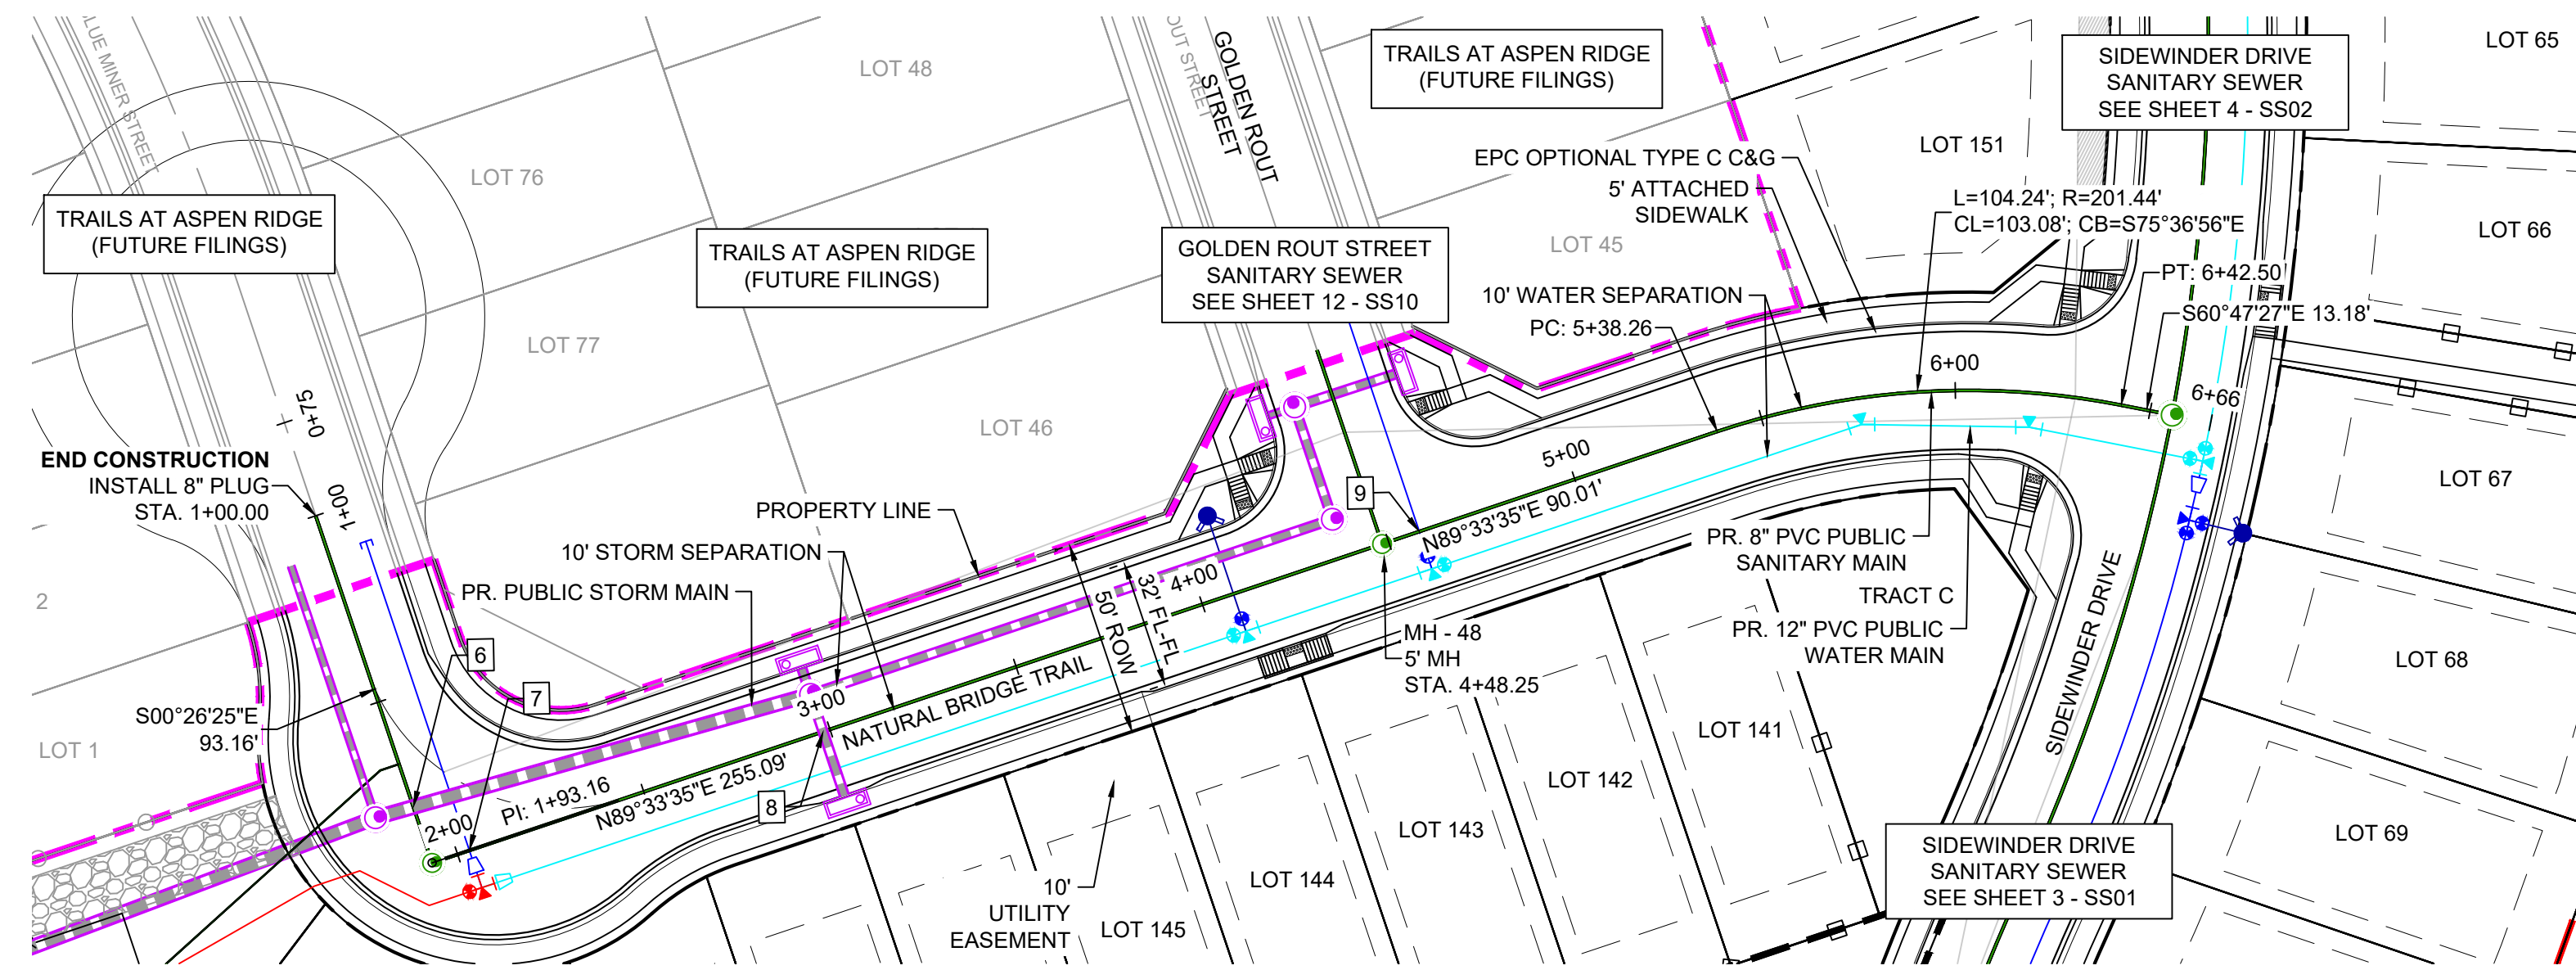 BLUE MINER STREET
LOT 48
OUT STREET
GOLDEN ROUT
STREET
TRAILS AT ASPEN RIDGE
(FUTURE FILINGS)
SIDEWINDER DRIVE
SANITARY SEWER
SEE SHEET 4 - SS02
LOT 65
LOT 76
EPC OPTIONAL TYPE C C&G
LOT 151
5' ATTACHED
SIDEWALK
L=104.24'; R=201.44'
CL=103.08'; CB=S75°36'56"E
TRAILS AT ASPEN RIDGE
(FUTURE FILINGS)
TRAILS AT ASPEN RIDGE
(FUTURE FILINGS)
GOLDEN ROUT STREET
SANITARY SEWER
SEE SHEET 12 - SS10
LOT 45
LOT 66
10' WATER SEPARATION
PC: 5+38.26
PT: 6+42.50
S60°47'27"E 13.18'
LOT 77
6+00
6+66
0+75
LOT 46
END CONSTRUCTION
INSTALL 8" PLUG
STA. 1+00.00
1+00
PROPERTY LINE
9
5+00
N89°33'35"E 90.01'
LOT 67
10' STORM SEPARATION
PR. PUBLIC STORM MAIN
4+00
32' FL-FL
50' ROW
PR. 8" PVC PUBLIC
SANITARY MAIN
TRACT C
PR. 12" PVC PUBLIC
WATER MAIN
SIDEWINDER DRIVE
2
6
7
MH - 48
5' MH
STA. 4+48.25
LOT 68
S00°26'25"E
93.16'
LOT 1
3+00
NATURAL BRIDGE TRAIL
LOT 141
PI: 1+93.16
N89°33'35"E 255.09'
8
2+00
LOT 142
LOT 143
LOT 69
10'
UTILITY
EASEMENT
LOT 144
LOT 145
SIDEWINDER DRIVE
SANITARY SEWER
SEE SHEET 3 - SS01